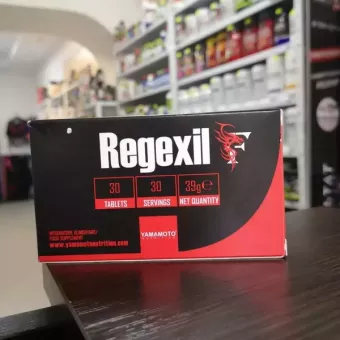 Regexil F
30 30 39g e
TABLETS SERVINGS NET QUANTITY
INTEGRATORE ALIMENTARE/
FOOD SUPPLEMENT
www.yamamotonutrition.com
YAMAMOTO